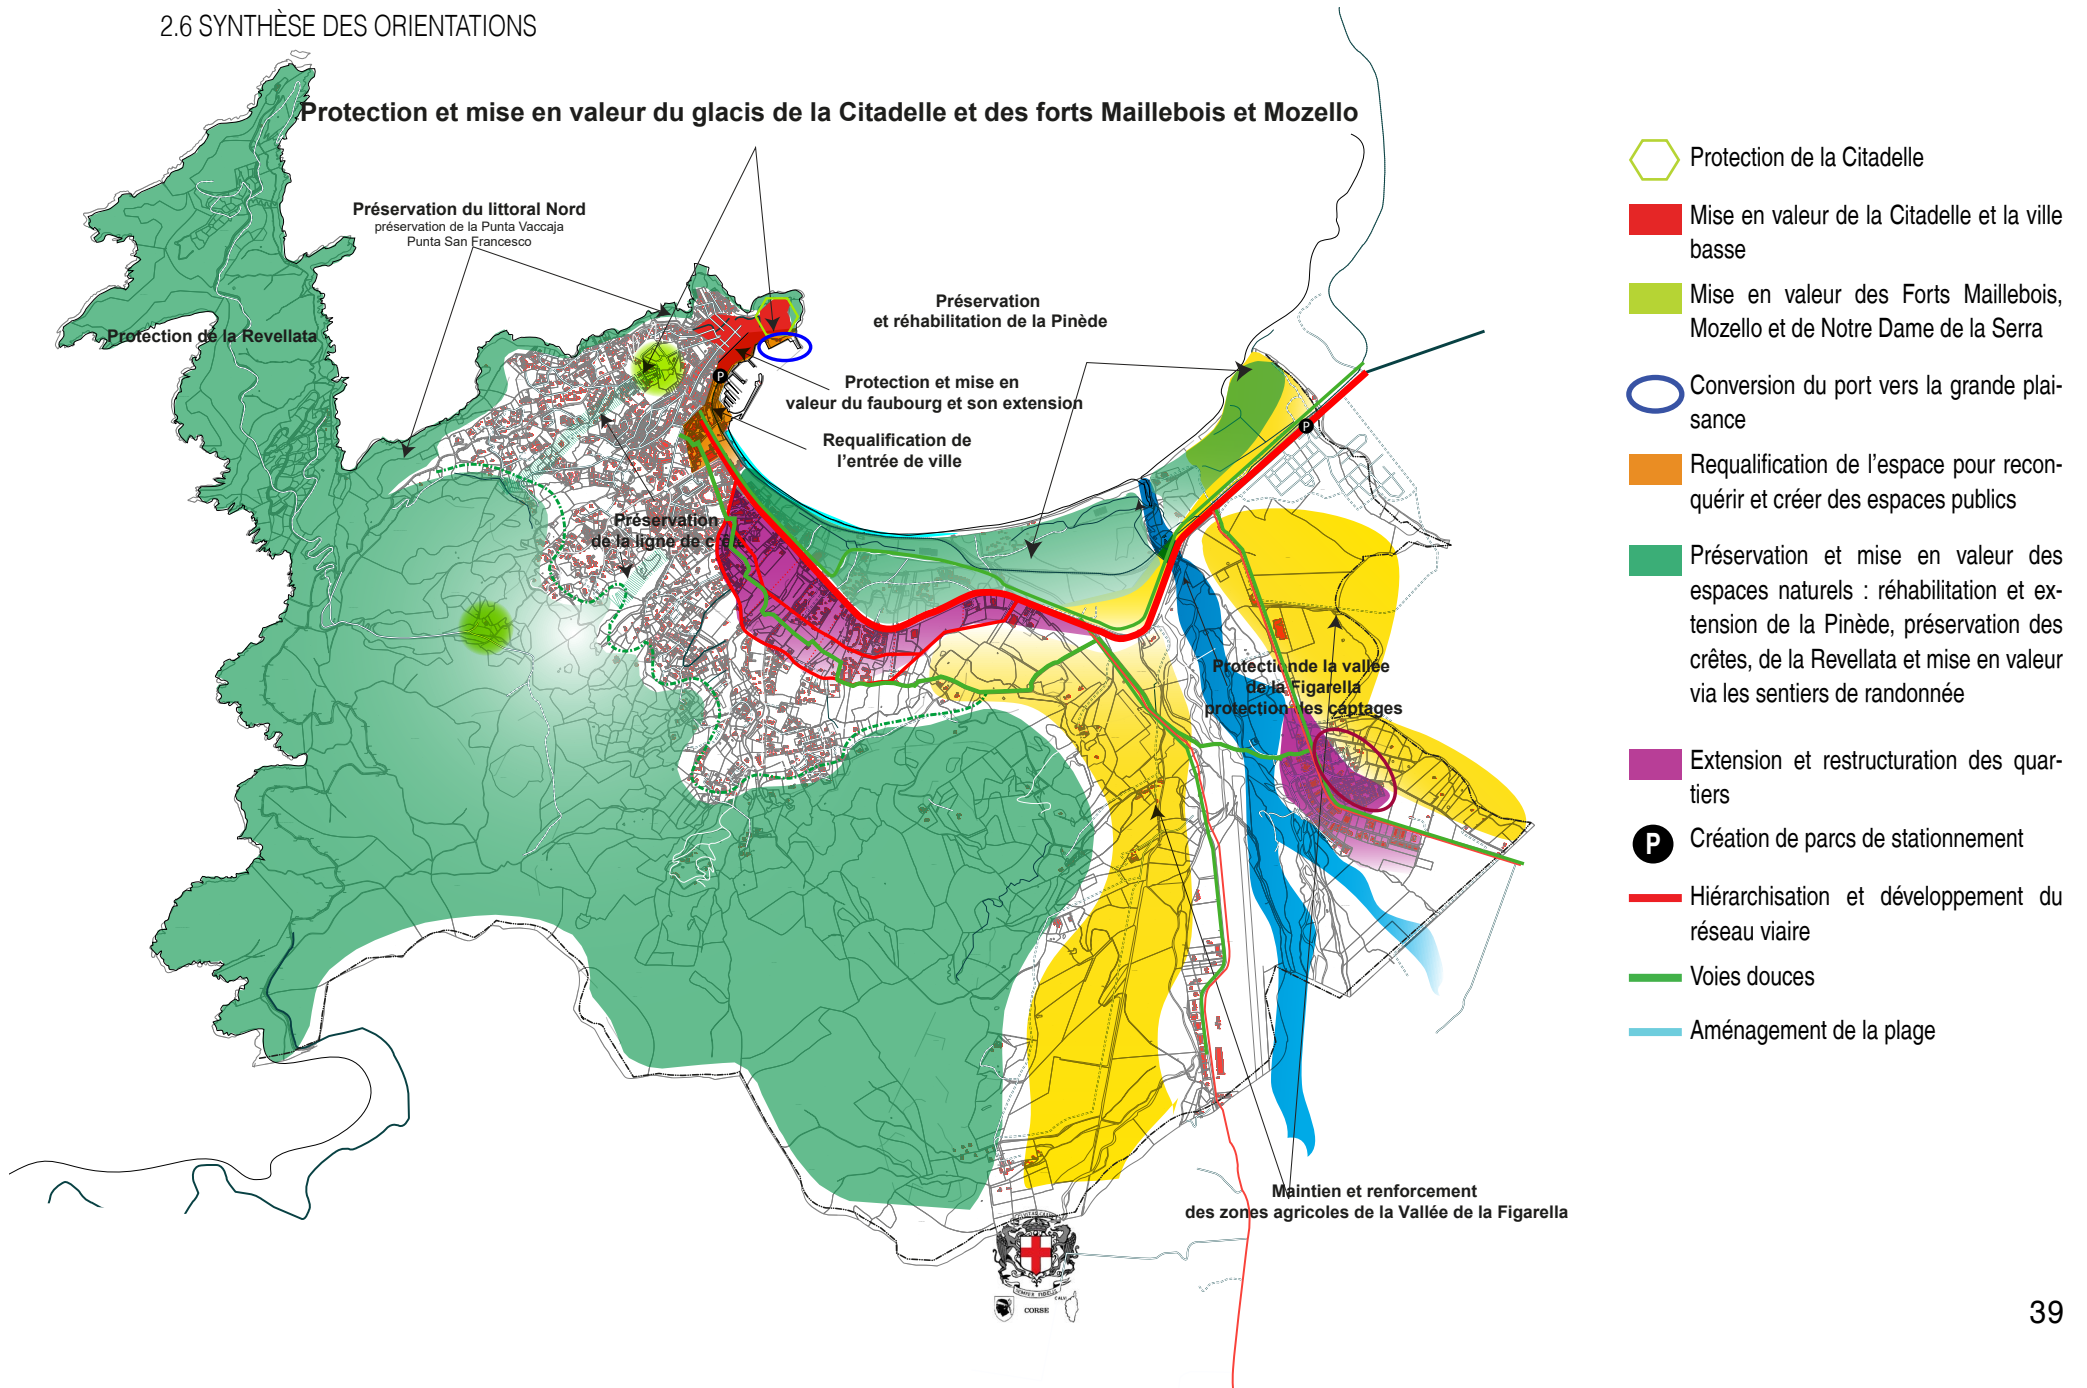 2.6 SYNTHÈSE DES ORIENTATIONS
Protection et mise en valeur du glacis de la Citadelle et des forts Maillebois et Mozello
Préservation du littoral Nord
préservation de la Punta Vaccaja
Punta San Francesco
Protection de la Revellata
Préservation
et réhabilitation de la Pinède
Protection et mise en
valeur du faubourg et son extension
Requalification de
l'entrée de ville
Préservation
de la ligne de
P
P
Protectionde la vallée
de la Figarella
protection des captages
Maintien et renforcement
des zones agricoles de la Vallée de la Figarella
SEMPER FIDELIS
CALVI
CORSE
Protection de la Citadelle
Mise en valeur de la Citadelle et la ville
basse
Mise en valeur des Forts Maillebois,
Mozello et de Notre Dame de la Serra
Conversion du port vers la grande plai-
sance
Requalification de l'espace pour recon-
quérir et créer des espaces publics
Préservation et mise en valeur des
espaces naturels : réhabilitation et ex-
tension de la Pinède, préservation des
crêtes, de la Revellata et mise en valeur
via les sentiers de randonnée
Extension et restructuration des quar-
tiers
P Création de parcs de stationnement
Hiérarchisation et développement du
réseau viaire
Voies douces
Aménagement de la plage
39